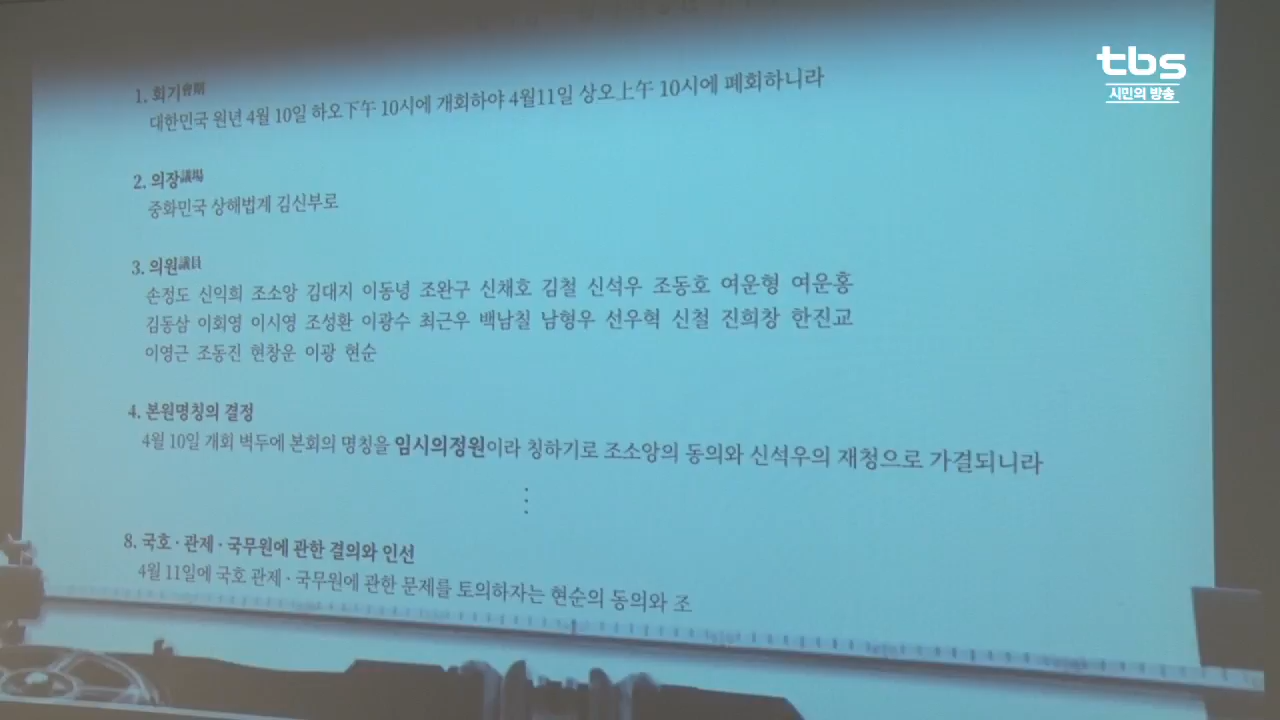 tbs
시민의 방송
1. 회기會期
대한민국 원년 4월 10일 하오下午 10시에 개회하야 4월11일 상오上午 10시에 폐회하니라
2. 의장議場
중화민국 상해법계 김신부로
3. 의원議員
손정도 신익희 조소앙 김대지 이동녕 조완구 신채호 김철 신석우 조동호 여운형 여운홍
김동삼 이회영 이시영 조성환 이광수 최근우 백남칠 남형우 선우혁 신철 진희창 한진교
이영근 조동진 현창운 이광 현순
4. 본원명칭의 결정
4월 10일 개회 벽두에 본회의 명칭을 임시의정원이라 칭하기로 조소앙의 동의와 신석우의 재청으로 가결되니라
⋮
8. 국호·관제·국무원에 관한 결의와 인선
4월 11일에 국호 관제·국무원에 관한 문제를 토의하자는 현순의 동의와 조